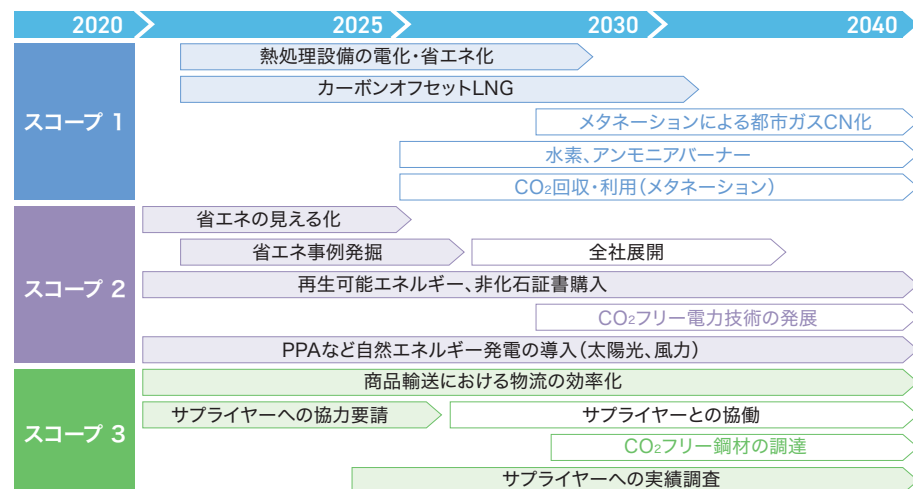 2020 2025 2030 2040
スコープ 1
熱処理設備の電化・省エネ化
カーボンオフセットLNG
メタネーションによる都市ガスCN化
水素、アンモニアバーナー
CO₂回収・利用（メタネーション）
スコープ 2
省エネの見える化
省エネ事例発掘 全社展開
再生可能エネルギー、非化石証書購入
CO₂フリー電力技術の発展
PPAなど自然エネルギー発電の導入（太陽光、風力）
スコープ 3
商品輸送における物流の効率化
サプライヤーへの協力要請 サプライヤーとの協働
CO₂フリー鋼材の調達
サプライヤーへの実績調査